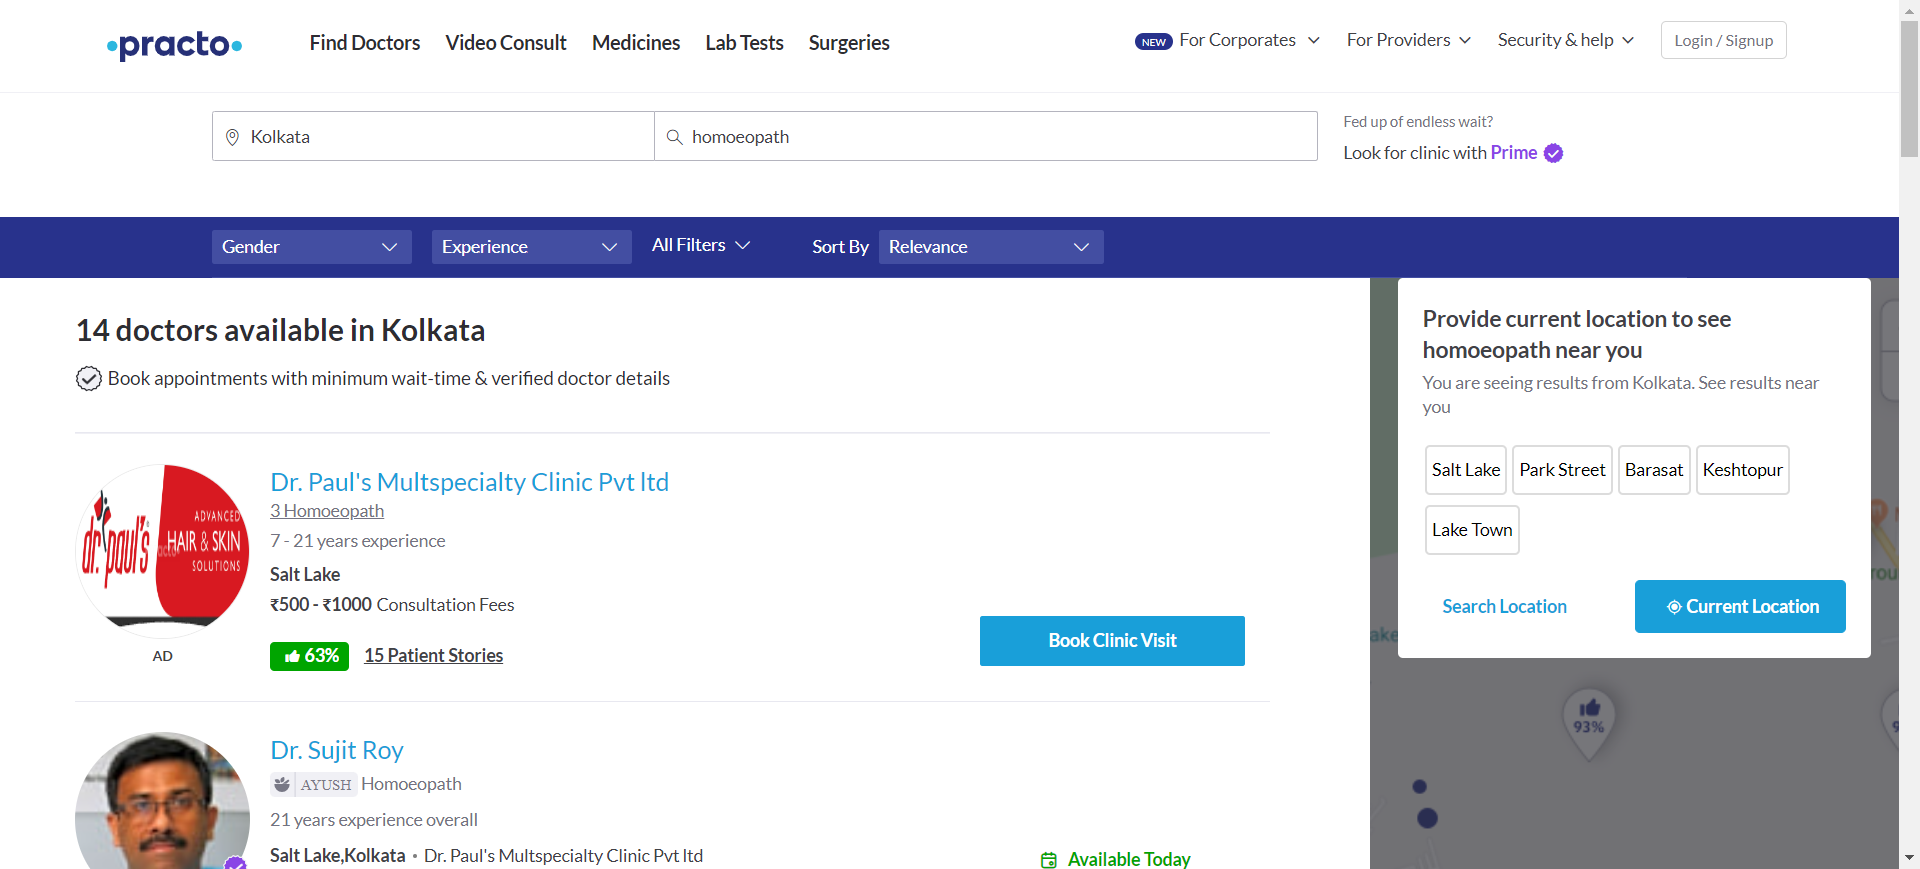 practo
Find Doctors
Video Consult
Medicines
Lab Tests
Surgeries
NEW For Corporates
For Providers
Security & help
Login / Signup
Kolkata
homoeopath
Fed up of endless wait?
Look for clinic with Prime
Gender
Experience
All Filters
Sort By
Relevance
14 doctors available in Kolkata
Book appointments with minimum wait-time & verified doctor details
dr. paul's
ADVANCED
HAIR & SKIN
SOLUTIONS
AD
Dr. Paul's Multspecialty Clinic Pvt ltd
3 Homoeopath
7 - 21 years experience
Salt Lake
₹500 - ₹1000 Consultation Fees
63%
15 Patient Stories
Book Clinic Visit
Dr. Sujit Roy
AYUSH Homoeopath
21 years experience overall
Salt Lake,Kolkata • Dr. Paul's Multspecialty Clinic Pvt ltd
Available Today
Provide current location to see
homoeopath near you
You are seeing results from Kolkata. See results near
you
Salt Lake
Park Street
Barasat
Keshtopur
Lake Town
Search Location
Current Location
93%